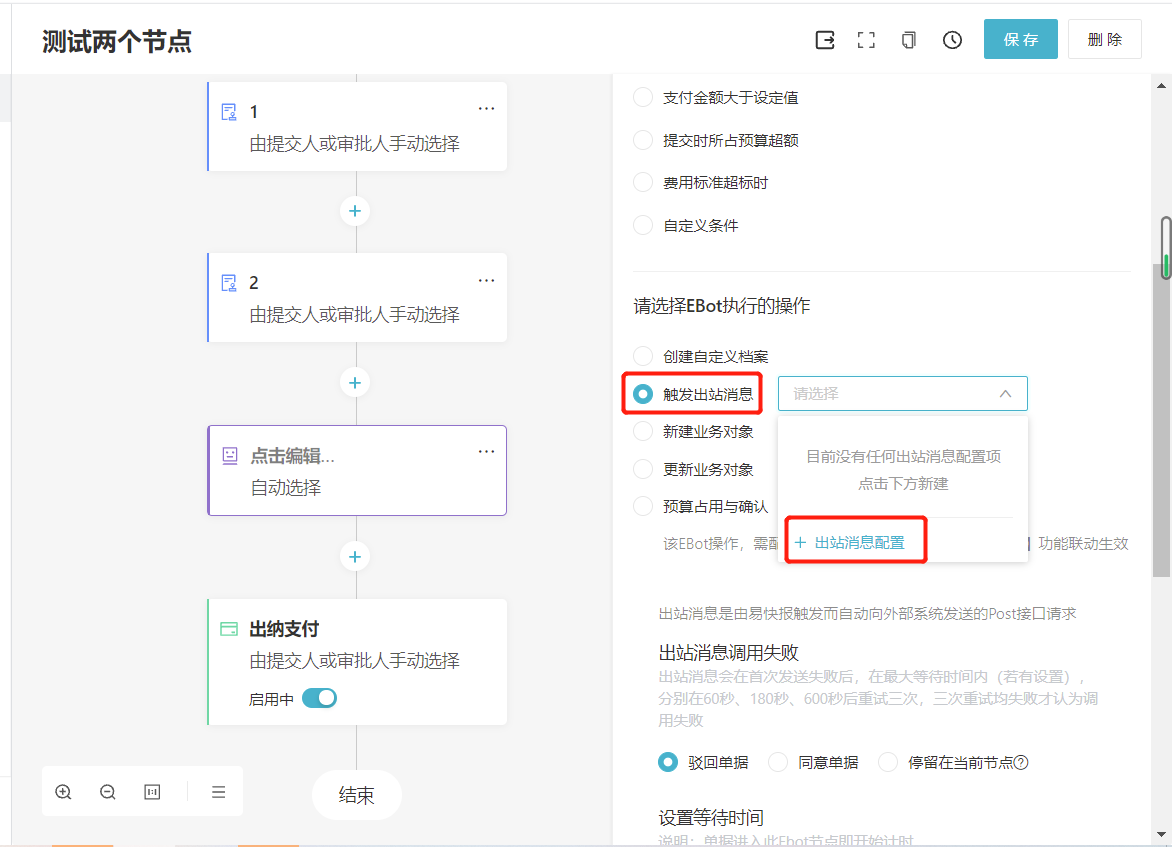 测试两个节点
保存
删除
1
由提交人或审批人手动选择
2
由提交人或审批人手动选择
点击编辑...
自动选择
出纳支付
由提交人或审批人手动选择
启用中
结束
支付金额大于设定值
提交时所占预算超额
费用标准超标时
自定义条件
请选择EBot执行的操作
创建自定义档案
触发出站消息
请选择
新建业务对象
更新业务对象
预算占用与确认
目前没有任何出站消息配置项
点击下方新建
+ 出站消息配置
该EBot操作，需配
功能联动生效
出站消息是由易快报触发而自动向外部系统发送的Post接口请求
出站消息调用失败
出站消息会在首次发送失败后，在最大等待时间内（若有设置），
分别在60秒、180秒、600秒后重试三次，三次重试均失败才认为调
用失败
驳回单据
同意单据
停留在当前节点
设置等待时间
说明：单据进入此Ebot节点即开始计时